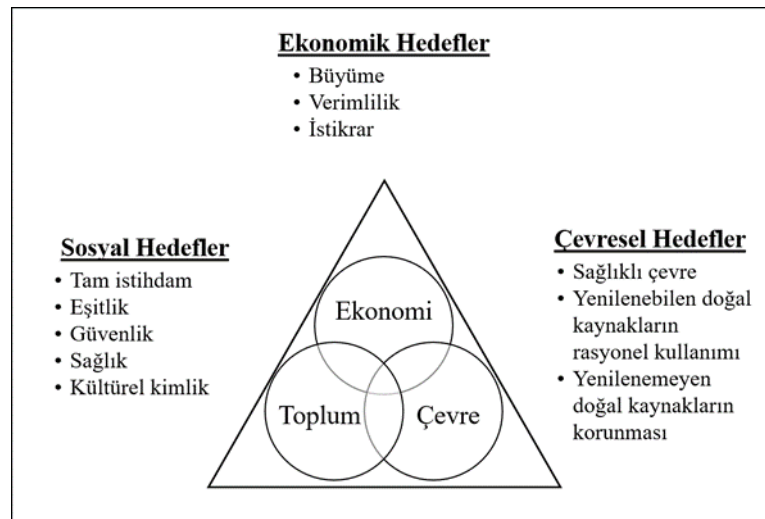 Ekonomik Hedefler
• Büyüme
• Verimlilik
• İstikrar
Sosyal Hedefler
• Tam istihdam
• Eşitlik
• Güvenlik
• Sağlık
• Kültürel kimlik
Çevresel Hedefler
• Sağlıklı çevre
• Yenilenebilen doğal
kaynakların
rasyonel kullanımı
• Yenilenemeyen
doğal kaynakların
korunması
Ekonomi
Toplum
Çevre